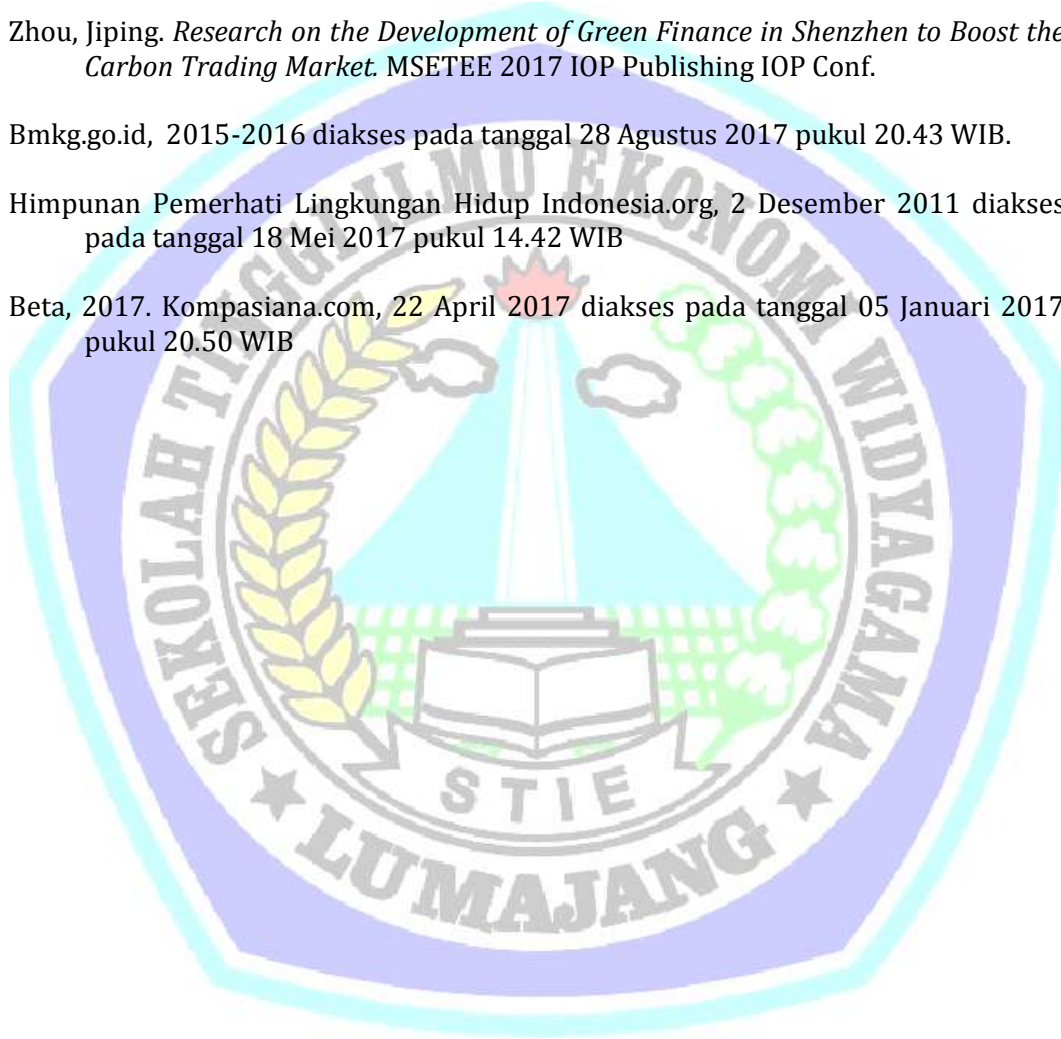 Zhou, Jiping. Research on the Development of Green Finance in Shenzhen to Boost the
Carbon Trading Market. MSETEE 2017 IOP Publishing IOP Conf.
Bmkg.go.id, 2015-2016 diakses pada tanggal 28 Agustus 2017 pukul 20.43 WIB.
Himpunan Pemerhati Lingkungan Hidup Indonesia.org, 2 Desember 2011 diakses
pada tanggal 18 Mei 2017 pukul 14.42 WIB
Beta, 2017. Kompasiana.com, 22 April 2017 diakses pada tanggal 05 Januari 2017
pukul 20.50 WIB
SEKOLAH TINGGI ILMU EKONOMI WIDYAGAMA
STIE
LUMAJANG